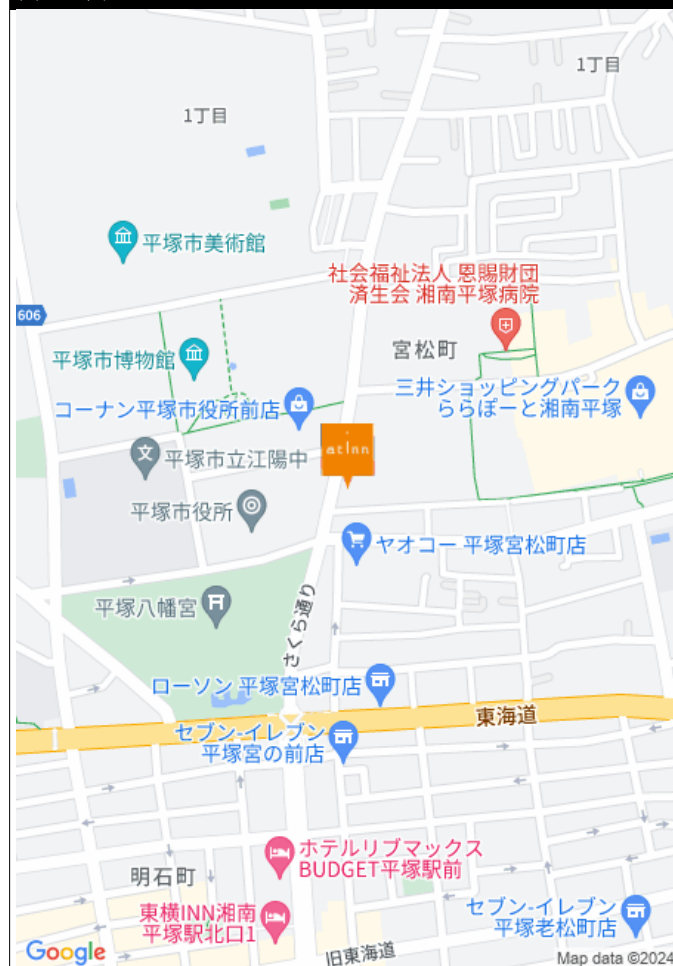 1丁目
1丁目
平塚市美術館
社会福祉法人 恩賜財団
済生会 湘南平塚病院
606
宮松町
平塚市博物館
三井ショッピングパーク
ららぽーと湘南平塚
コーナン平塚市役所前店
at inn
文
平塚市立江陽中
平塚市役所
ヤオコー 平塚宮松町店
平塚八幡宮
さくら通り
ローソン 平塚宮松町店
東海道
セブン-イレブン
平塚宮の前店
ホテルリブマックス
BUDGET平塚駅前
明石町
東横INN湘南
平塚駅北口1
セブン-イレブン
平塚老松町店
旧東海道
Google
Map data ©2024